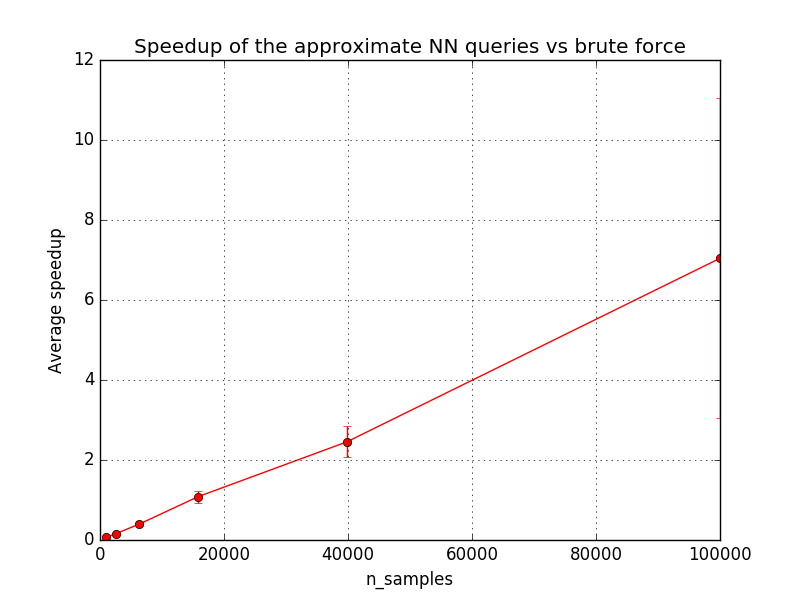 Speedup of the approximate NN queries vs brute force
12
10
8
6
4
2
0
Average speedup
0 20000 40000 60000 80000 100000
n_samples